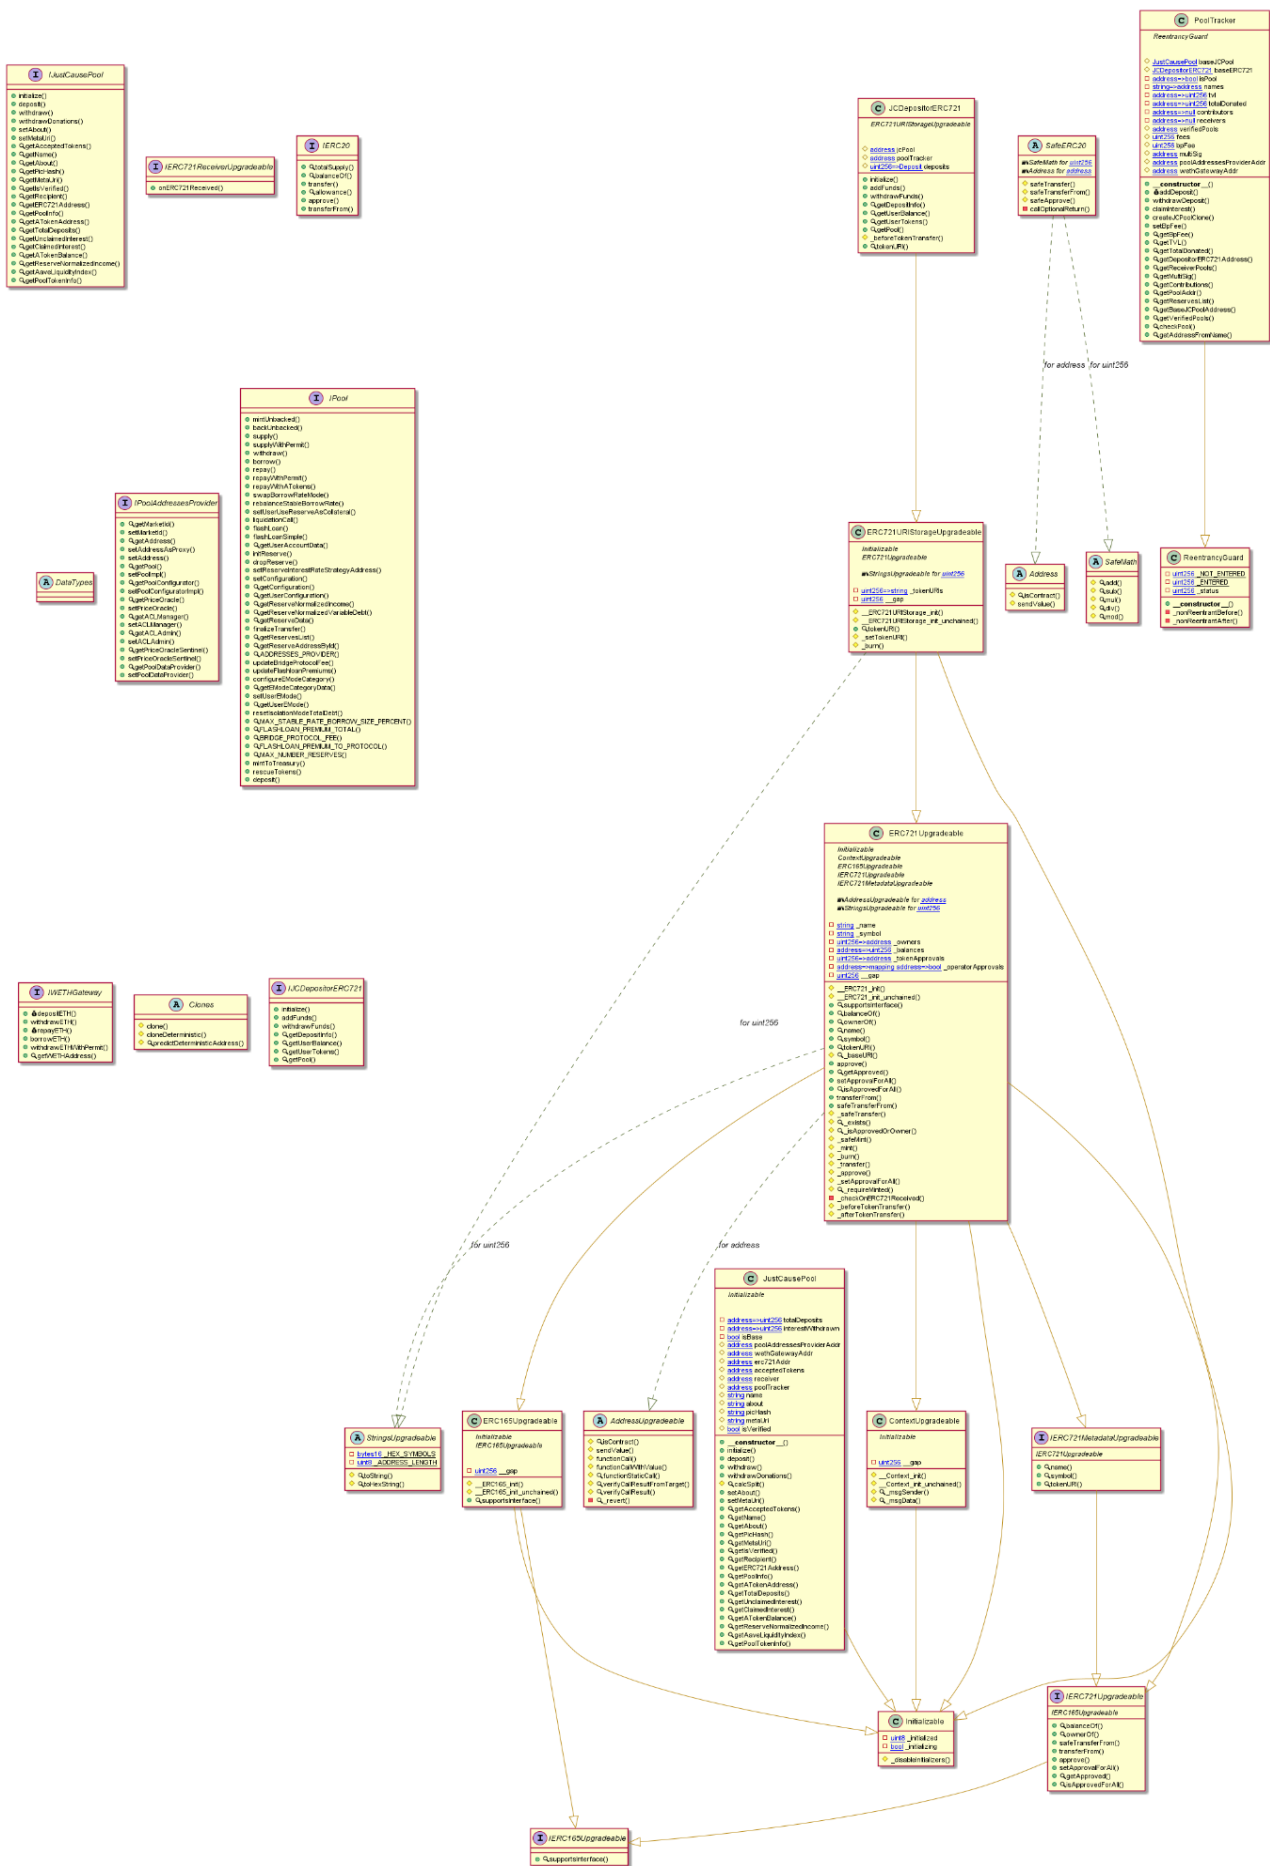 I IJustCausePool
initialize()
deposit()
withdraw()
withdrawDonations()
setAbout()
setMetaUri()
getAcceptedTokens()
getName()
getAbout()
getPicHash()
getMetaUri()
getIsVerified()
getRecipient()
getERC721Address()
getPoolInfo()
getATokenAddress()
getTotalDeposits()
getUnclaimedInterest()
getClaimedInterest()
getATokenBalance()
getReserveNormalizedIncome()
getAaveLiquidityIndex()
getPoolTokenInfo()
I IERC721ReceiverUpgradeable
onERC721Received()
I IERC20
totalSupply()
balanceOf()
transfer()
allowance()
approve()
transferFrom()
C JCDepositorERC721
ERC721URIStorageUpgradeable
address jcPool
address poolTracker
uint256=>Deposit deposits
initialize()
addFunds()
withdrawFunds()
getDepositInfo()
getUserBalance()
getUserTokens()
getPool()
_beforeTokenTransfer()
tokenURI()
A SafeERC20
SafeMath for uint256
Address for address
safeTransfer()
safeTransferFrom()
safeApprove()
callOptionalReturn()
C PoolTracker
ReentrancyGuard
JustCausePool baseJCPool
JCDepositorERC721 baseERC721
address=>bool isPool
string=>address names
address=>uint256 tvl
address=>uint256 totalDonated
address=>null contributors
address=>null receivers
address verifiedPools
uint256 fees
uint256 bpFee
address multiSig
address poolAddressesProviderAddr
address wethGatewayAddr
__constructor__()
addDeposit()
withdrawDeposit()
claimInterest()
createJCPoolClone()
setBpFee()
getBpFee()
getTVL()
getTotalDonated()
getDepositorERC721Address()
getReceiverPools()
getMultiSig()
getContributions()
getPoolAddr()
getReservesList()
getBaseJCPoolAddress()
getVerifiedPools()
checkPool()
getAddressFromName()
for address
for uint256
A DataTypes
I IPoolAddressesProvider
getMarketId()
setMarketId()
getAddress()
setAddressAsProxy()
setAddress()
getPool()
setPoolImpl()
getPoolConfigurator()
setPoolConfiguratorImpl()
getPriceOracle()
setPriceOracle()
getACLManager()
setACLManager()
getACLAdmin()
setACLAdmin()
getPriceOracleSentinel()
setPriceOracleSentinel()
getPoolDataProvider()
setPoolDataProvider()
I IPool
mintUnbacked()
backUnbacked()
supply()
supplyWithPermit()
withdraw()
borrow()
repay()
repayWithPermit()
repayWithATokens()
swapBorrowRateMode()
rebalanceStableBorrowRate()
setUserUseReserveAsCollateral()
liquidationCall()
flashLoan()
flashLoanSimple()
getUserAccountData()
initReserve()
dropReserve()
setReserveInterestRateStrategyAddress()
setConfiguration()
getConfiguration()
getUserConfiguration()
getReserveNormalizedIncome()
getReserveNormalizedVariableDebt()
getReserveData()
finalizeTransfer()
getReservesList()
getReserveAddressById()
ADDRESSES_PROVIDER()
updateBridgeProtocolFee()
updateFlashloanPremiums()
configureEModeCategory()
getEModeCategoryData()
setUserEMode()
getUserEMode()
resetIsolationModeTotalDebt()
MAX_STABLE_RATE_BORROW_SIZE_PERCENT()
FLASHLOAN_PREMIUM_TOTAL()
BRIDGE_PROTOCOL_FEE()
FLASHLOAN_PREMIUM_TO_PROTOCOL()
MAX_NUMBER_RESERVES()
mintToTreasury()
rescueTokens()
deposit()
C ERC721URIStorageUpgradeable
Initializable
ERC721Upgradeable
StringsUpgradeable for uint256
uint256=>string _tokenURIs
uint256 __gap
__ERC721URIStorage_init()
__ERC721URIStorage_init_unchained()
tokenURI()
_setTokenURI()
_burn()
A Address
isContract()
sendValue()
A SafeMath
add()
sub()
mul()
div()
mod()
C ReentrancyGuard
uint256 _NOT_ENTERED
uint256 _ENTERED
uint256 _status
__constructor__()
_nonReentrantBefore()
_nonReentrantAfter()
I IWETHGateway
depositETH()
withdrawETH()
repayETH()
borrowETH()
withdrawETHWithPermit()
getWETHAddress()
A Clones
clone()
cloneDeterministic()
predictDeterministicAddress()
I IJCDepositorERC721
initialize()
addFunds()
withdrawFunds()
getDepositInfo()
getUserBalance()
getUserTokens()
getPool()
C ERC721Upgradeable
Initializable
ContextUpgradeable
ERC165Upgradeable
IERC721Upgradeable
IERC721MetadataUpgradeable
AddressUpgradeable for address
StringsUpgradeable for uint256
string _name
string _symbol
uint256=>address _owners
address=>uint256 _balances
uint256=>address _tokenApprovals
address=>mapping address=>bool _operatorApprovals
uint256 __gap
__ERC721_init()
__ERC721_init_unchained()
supportsInterface()
balanceOf()
ownerOf()
name()
symbol()
tokenURI()
_baseURI()
approve()
getApproved()
setApprovalForAll()
isApprovedForAll()
transferFrom()
safeTransferFrom()
_safeTransfer()
_exists()
_isApprovedOrOwner()
_safeMint()
_mint()
_burn()
_transfer()
_approve()
_setApprovalForAll()
_requireMinted()
_checkOnERC721Received()
_beforeTokenTransfer()
_afterTokenTransfer()
for uint256
for uint256
for address
C JustCausePool
Initializable
address=>uint256 totalDeposits
address=>uint256 interestWithdrawn
bool isBase
address poolAddressesProviderAddr
address wethGatewayAddr
address erc721Addr
address acceptedTokens
address receiver
address poolTracker
string name
string about
string picHash
string metaUri
bool isVerified
__constructor__()
initialize()
deposit()
withdraw()
withdrawDonations()
calcSplit()
setAbout()
setMetaUri()
getAcceptedTokens()
getName()
getAbout()
getPicHash()
getMetaUri()
getIsVerified()
getRecipient()
getERC721Address()
getPoolInfo()
getATokenAddress()
getTotalDeposits()
getUnclaimedInterest()
getClaimedInterest()
getATokenBalance()
getReserveNormalizedIncome()
getAaveLiquidityIndex()
getPoolTokenInfo()
A StringsUpgradeable
bytes16 _HEX_SYMBOLS
uint8 _ADDRESS_LENGTH
toString()
toHexString()
C ERC165Upgradeable
Initializable
IERC165Upgradeable
uint256 __gap
__ERC165_init()
__ERC165_init_unchained()
supportsInterface()
A AddressUpgradeable
isContract()
sendValue()
functionCall()
functionCallWithValue()
functionStaticCall()
verifyCallResultFromTarget()
verifyCallResult()
_revert()
C ContextUpgradeable
Initializable
uint256 __gap
__Context_init()
__Context_init_unchained()
_msgSender()
_msgData()
I IERC721MetadataUpgradeable
IERC721Upgradeable
name()
symbol()
tokenURI()
C Initializable
uint8 _initialized
bool _initializing
_disableInitializers()
I IERC721Upgradeable
IERC165Upgradeable
balanceOf()
ownerOf()
safeTransferFrom()
transferFrom()
approve()
setApprovalForAll()
getApproved()
isApprovedForAll()
I IERC165Upgradeable
supportsInterface()